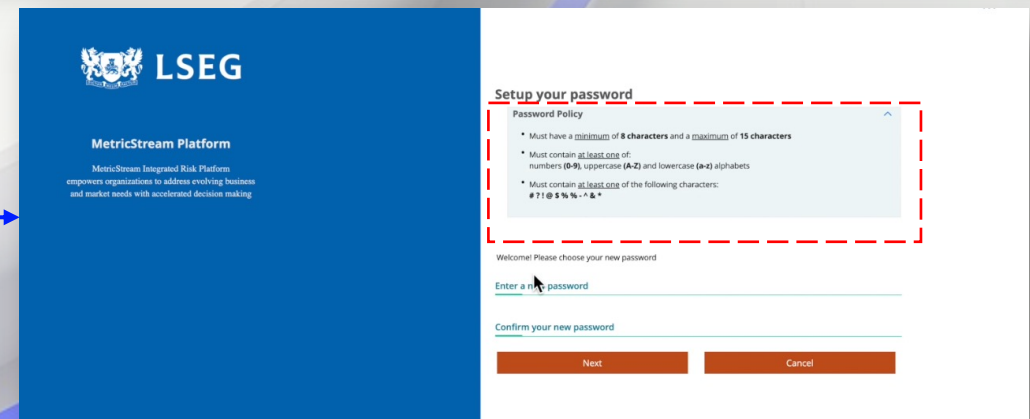 LSEG
MetricStream Platform
MetricStream Integrated Risk Platform
empowers organizations to address evolving business
and market needs with accelerated decision making
Setup your password
Password Policy
• Must have a minimum of 8 characters and a maximum of 15 characters
• Must contain at least one of:
numbers (0-9), uppercase (A-Z) and lowercase (a-z) alphabets
• Must contain at least one of the following characters:
# ? ! @ $ % % - ^ & *
Welcome! Please choose your new password
Enter a new password
Confirm your new password
Next
Cancel